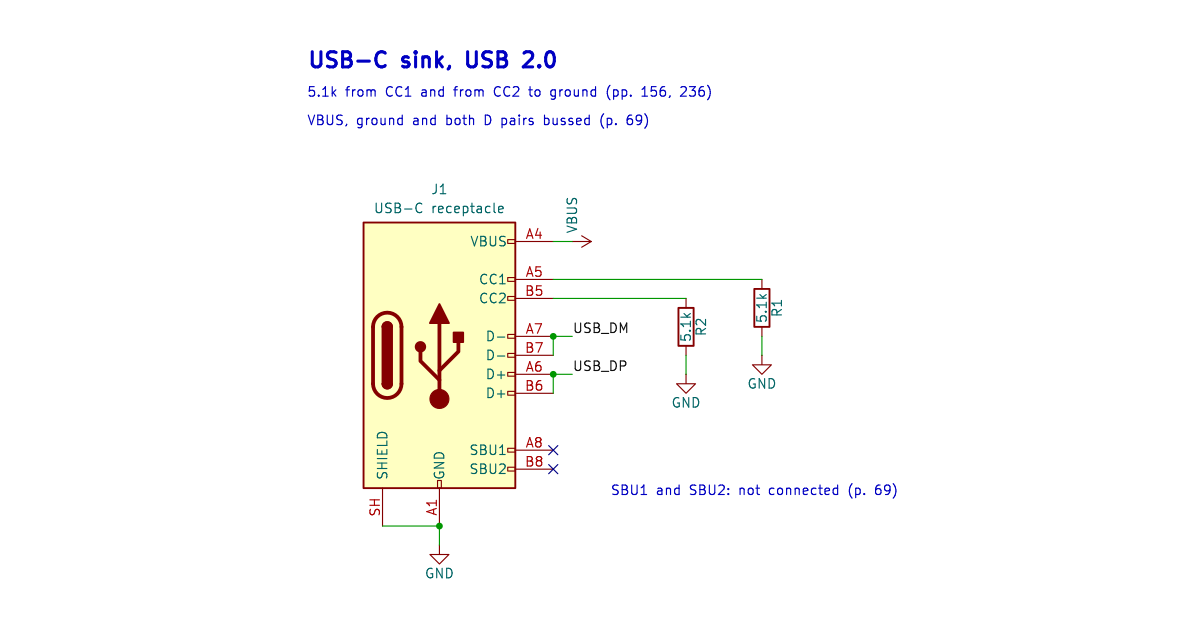 USB-C sink, USB 2.0
5.1k from CC1 and from CC2 to ground (pp. 156, 236)
VBUS, ground and both D pairs bussed (p. 69)
J1
USB-C receptacle
VBUS
VBUS
A4
CC1
A5
CC2
B5
5.1k
R1
5.1k
R2
D-
A7
USB_DM
D-
B7
D+
A6
USB_DP
D+
B6
GND
GND
SBU1
A8
SBU2
B8
SHIELD
GND
SBU1 and SBU2: not connected (p. 69)
SH
A1
GND